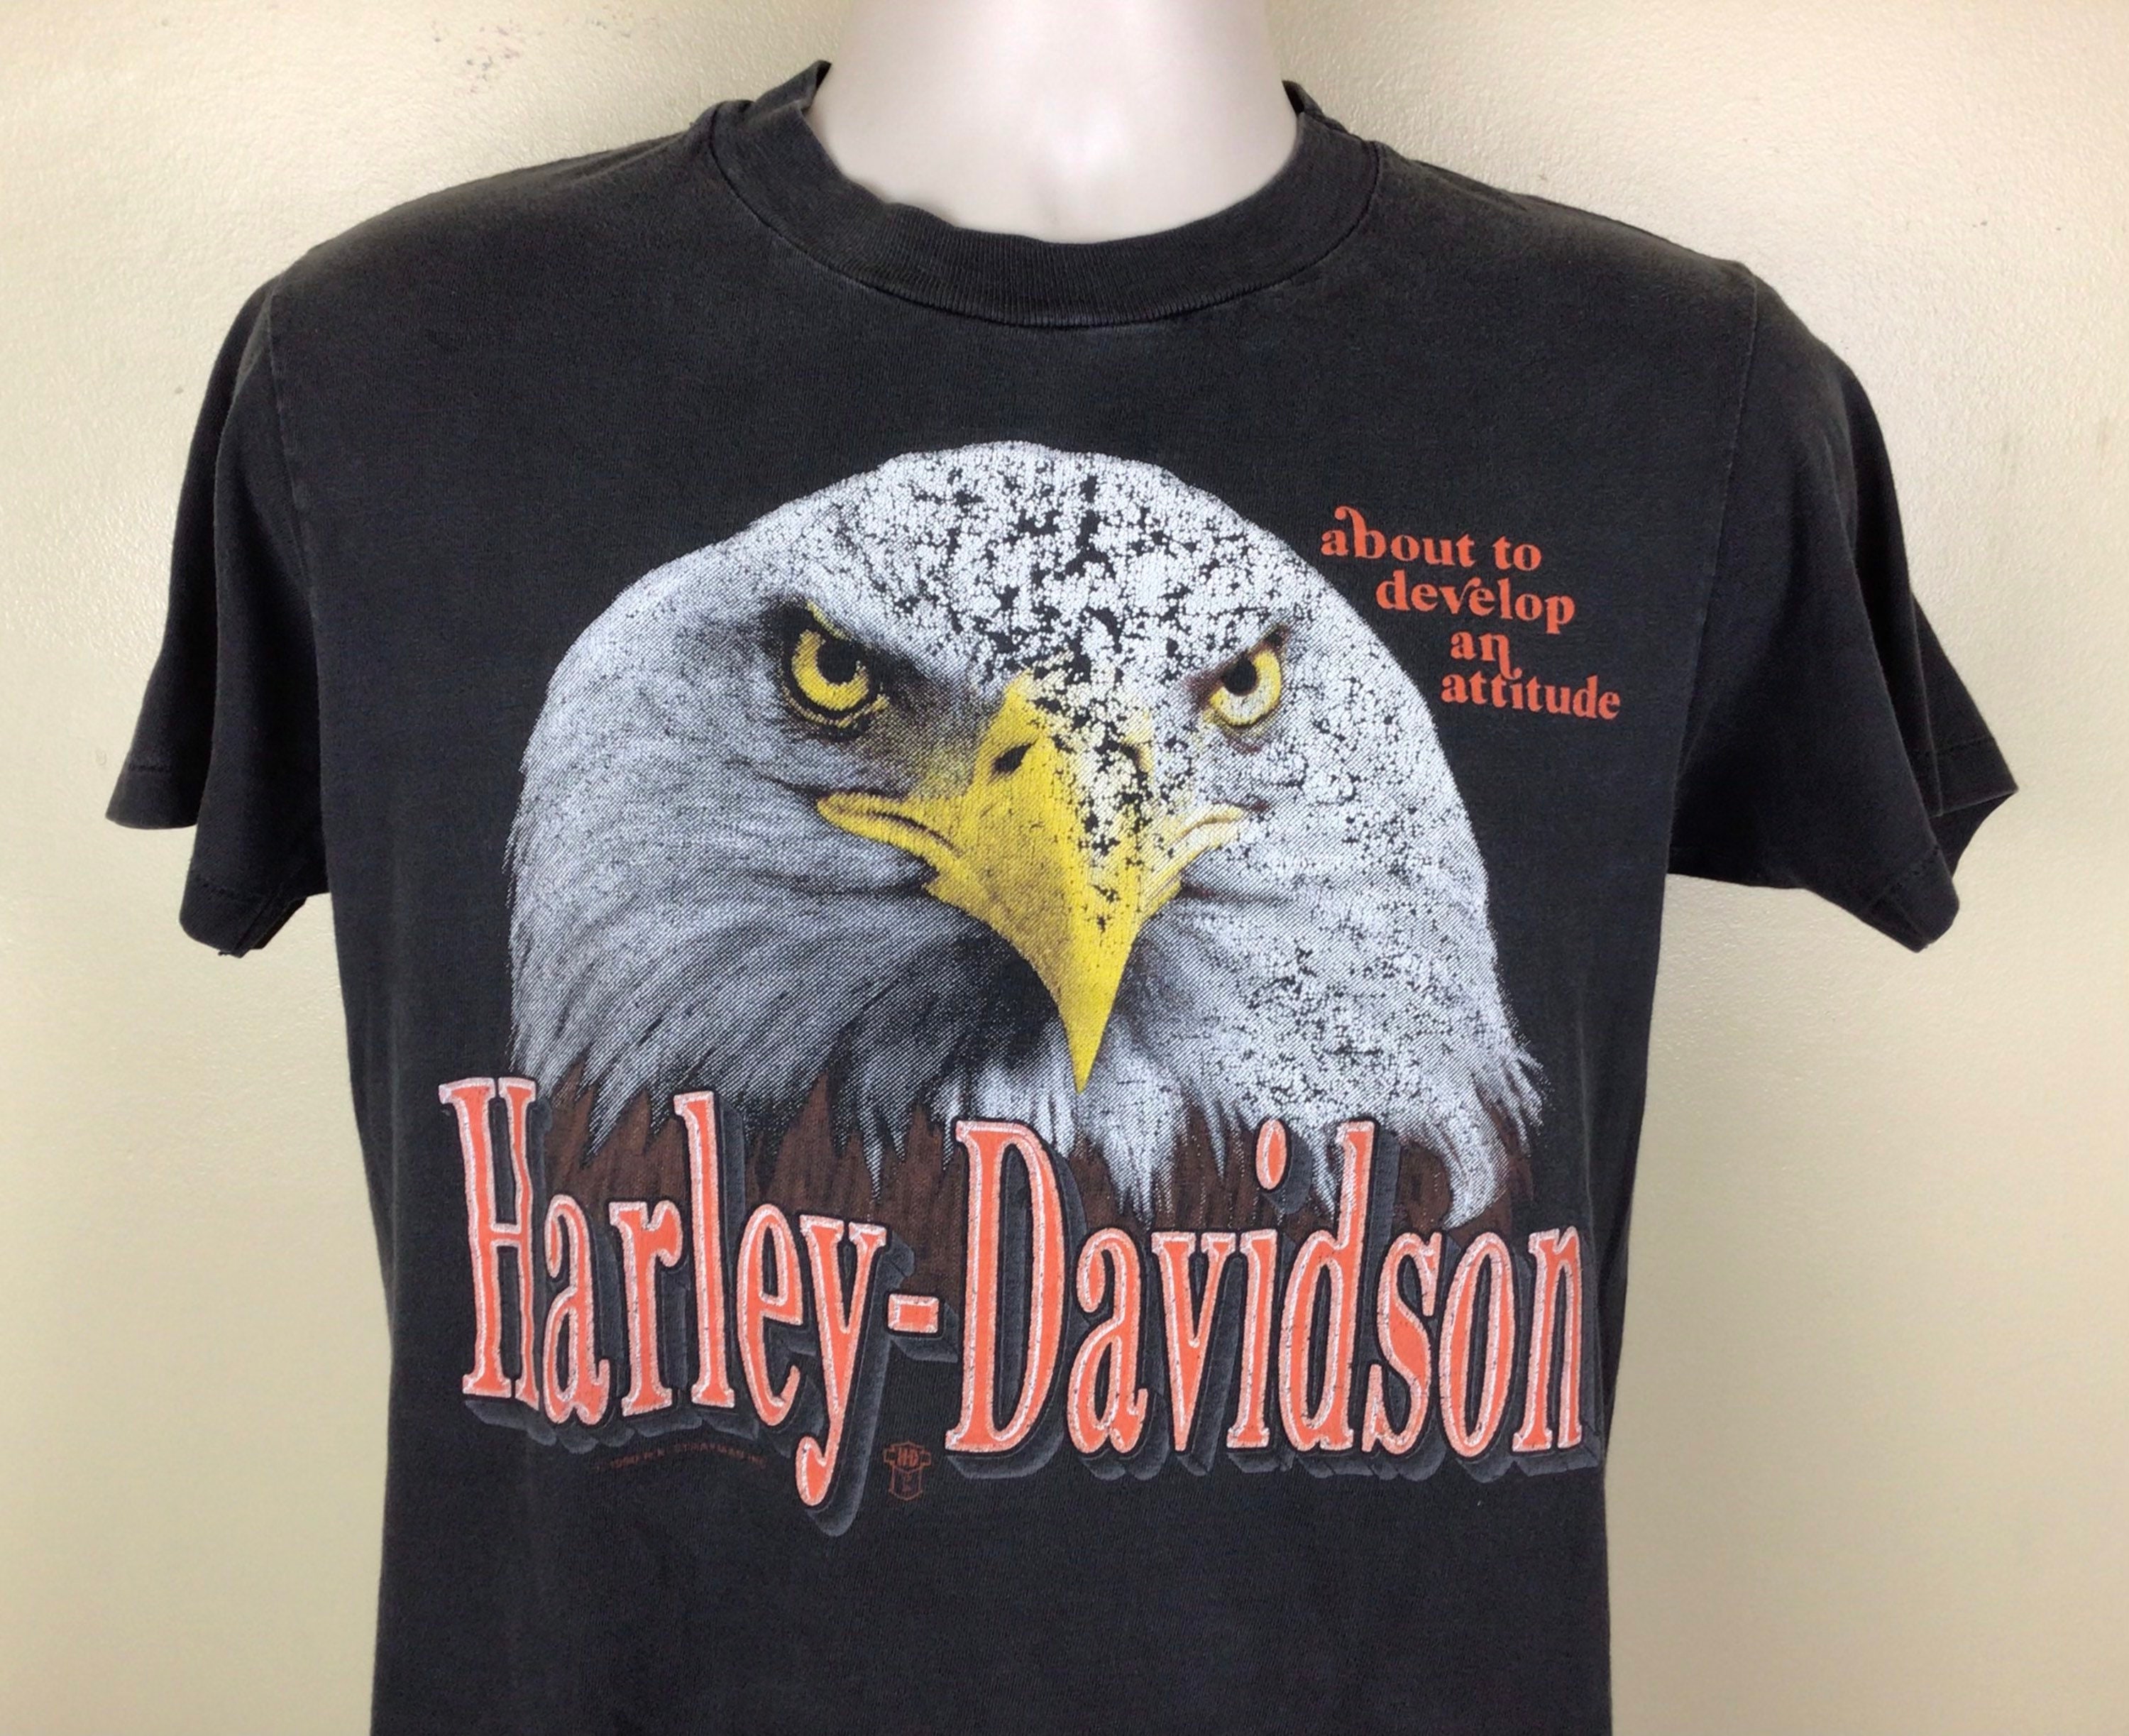 about to
develop
an
attitude
Harley-Davidson